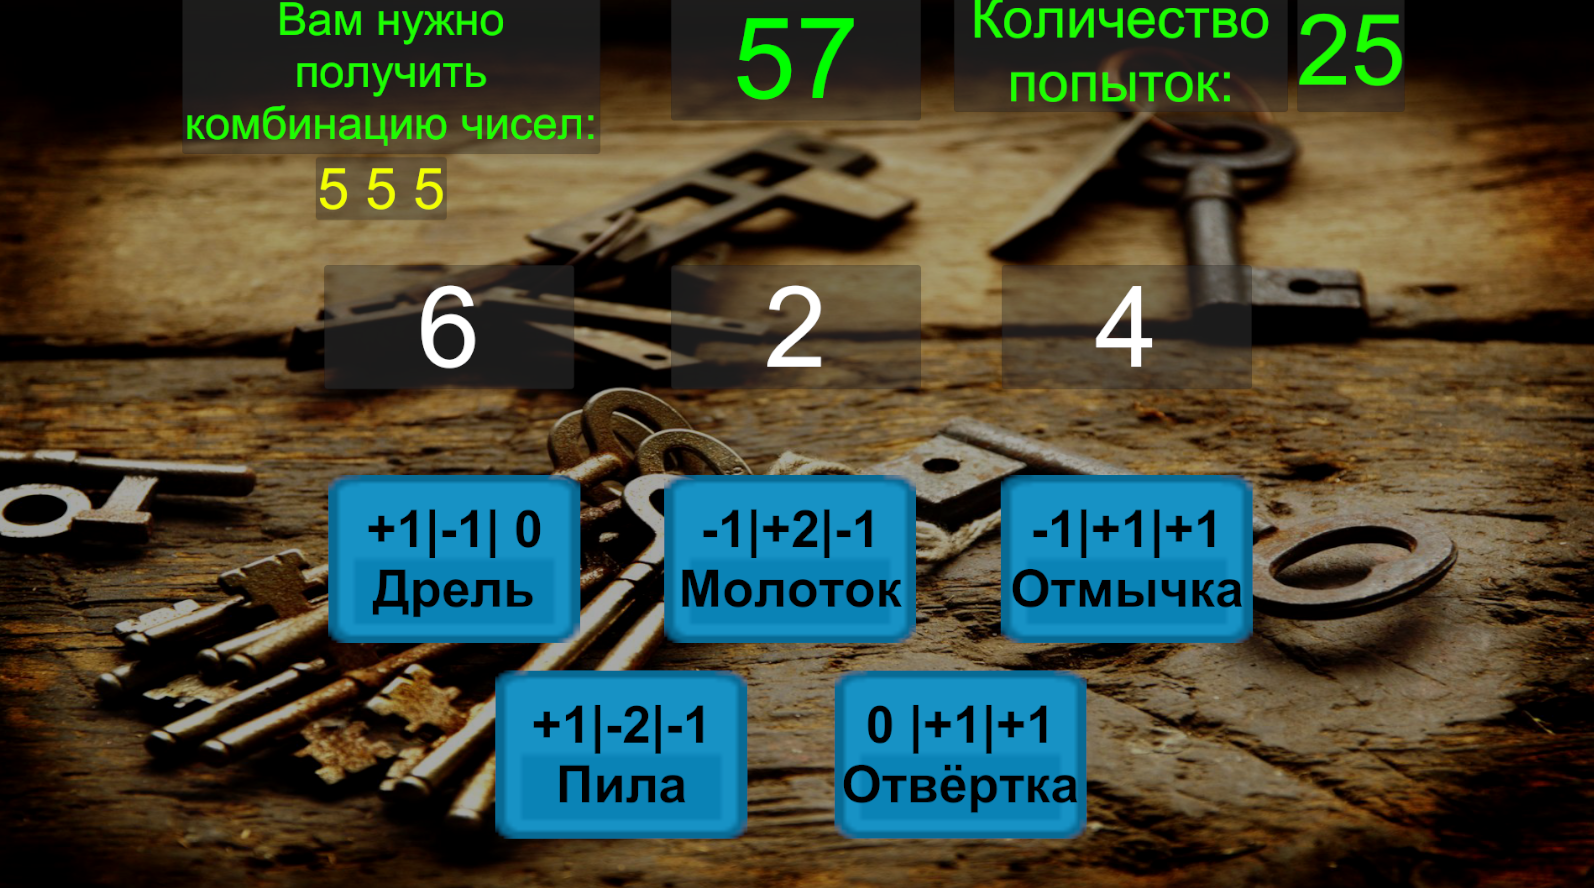 Вам нужно
получить
комбинацию чисел:
5 5 5
57
Количество
попыток:
25
6
2
4
+1|-1| 0
Дрель
-1|+2|-1
Молоток
-1|+1|+1
Отмычка
+1|-2|-1
Пила
0 |+1|+1
Отвёртка